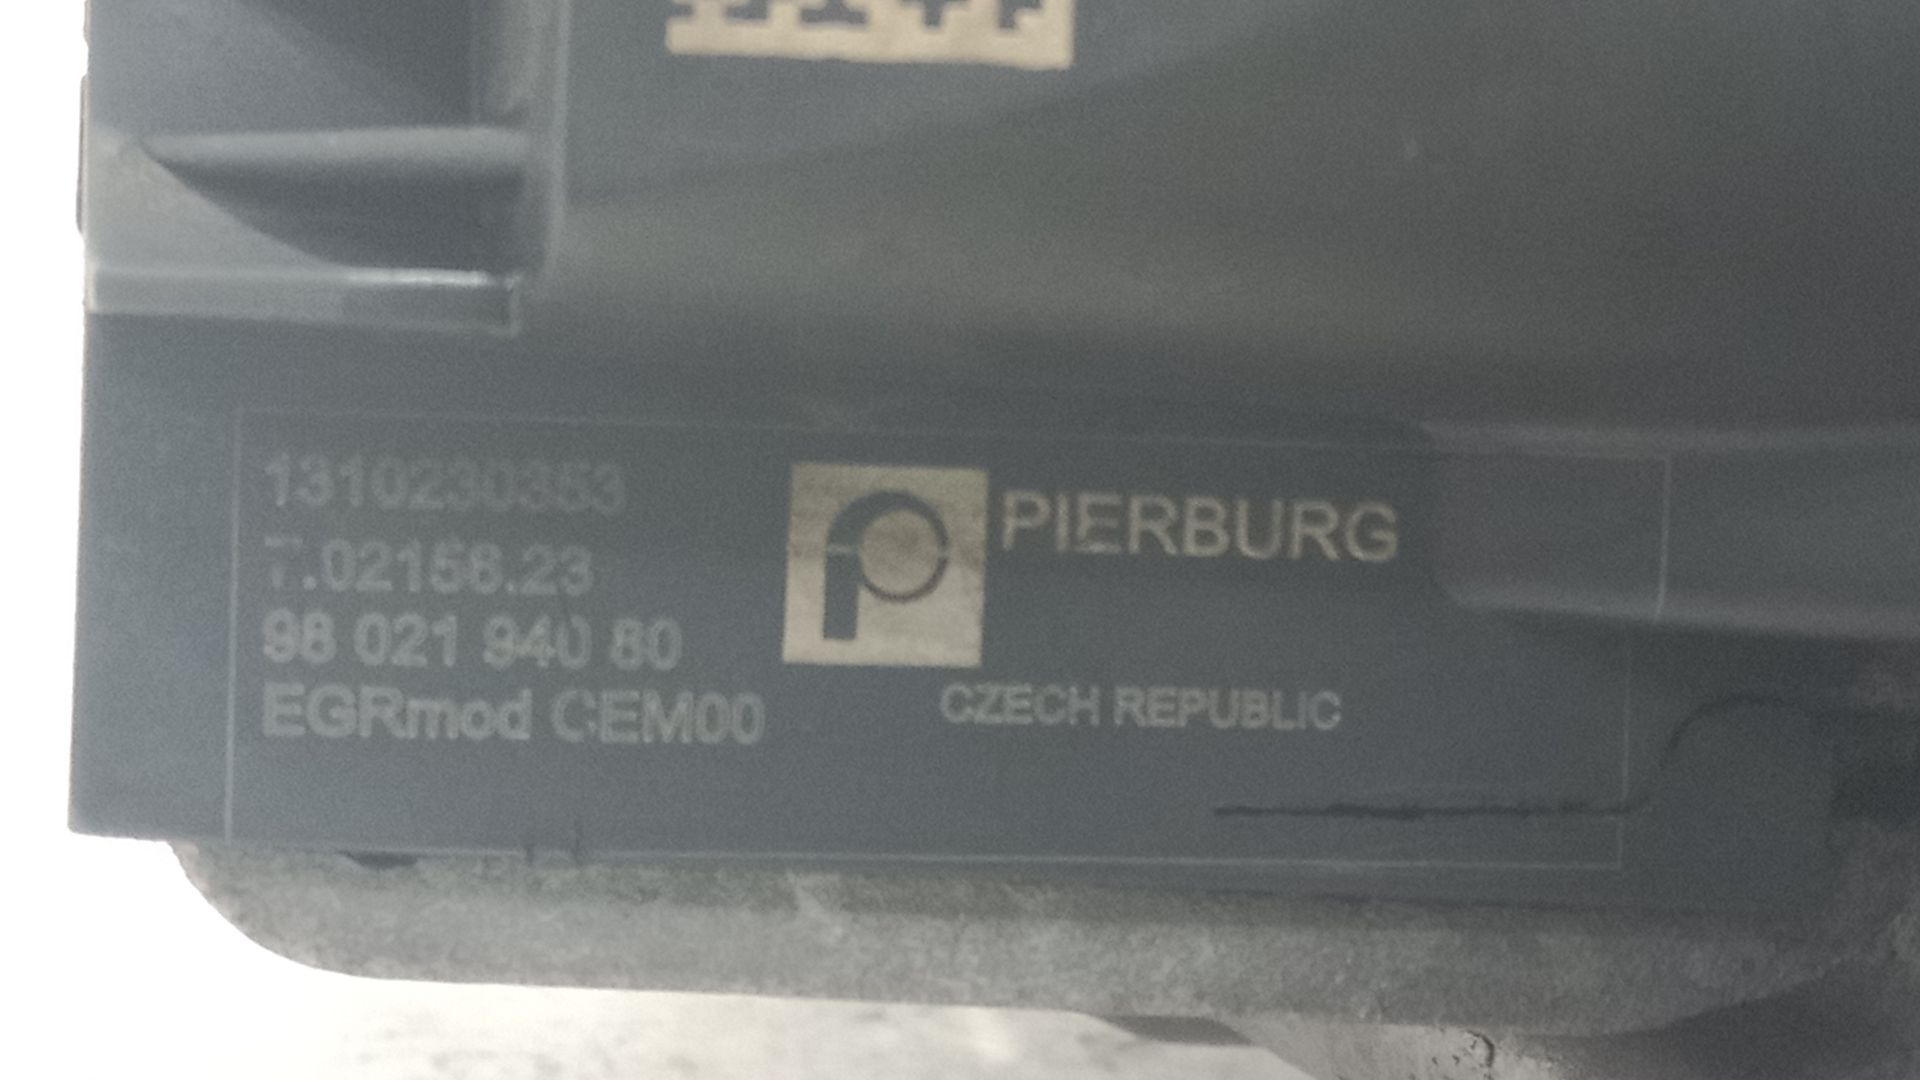 1310230353
7.02156.23
98 021 940 80
EGRmod CEM00
PIERBURG
CZECH REPUBLIC